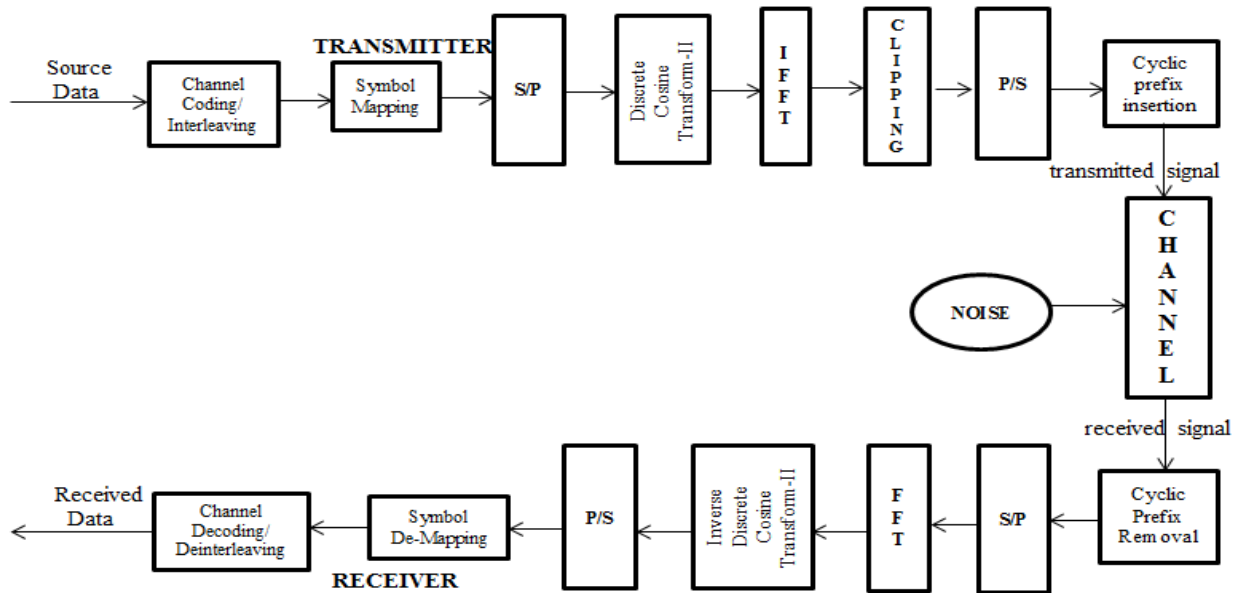 TRANSMITTER
Source
Data
Channel
Coding/
Interleaving
Symbol
Mapping
S/P
Discrete
Cosine
Transform-II
I
F
F
T
C
L
I
P
P
I
N
G
P/S
Cyclic
prefix
insertion
transmitted signal
C
H
A
N
N
E
L
NOISE
received signal
Cyclic
Prefix
Removal
S/P
F
F
T
Inverse
Discrete
Cosine
Transform-II
P/S
Symbol
De-Mapping
Channel
Decoding/
Deinterleaving
Received
Data
RECEIVER